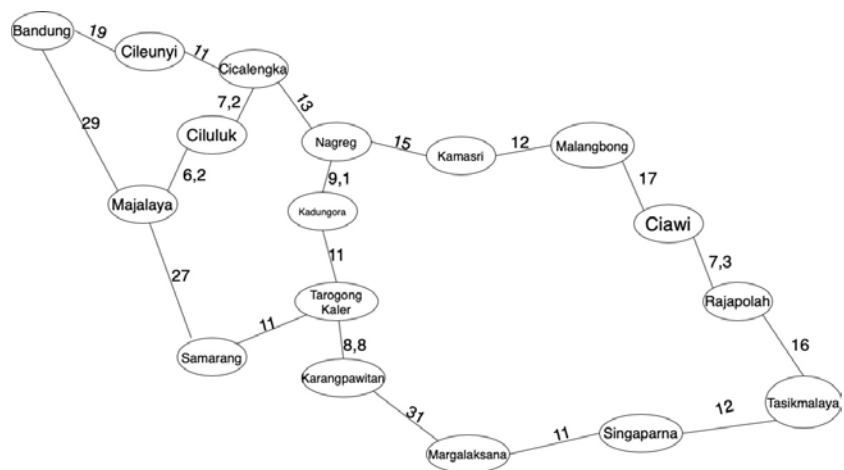 Bandung
19
Cileunyi
11
Cicalengka
7,2
13
29
Ciluluk
Nagreg
15
Kamasri
12
Malangbong
6,2
9,1
17
Majalaya
Kadungora
Ciawi
27
11
7,3
Tarogong
Kaler
Rajapolah
11
8,8
16
Samarang
Karangpawitan
31
Tasikmalaya
12
Singaparna
11
Margalaksana